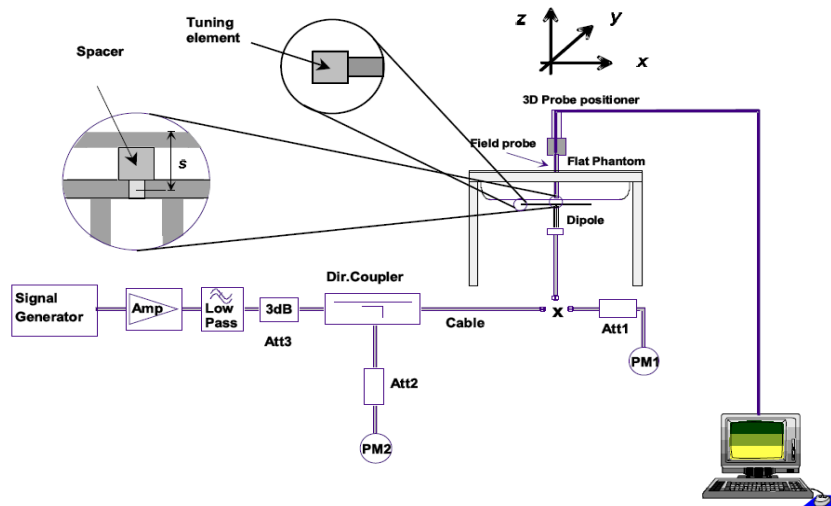 Tuning
element
Spacer
s
z
y
x
3D Probe positioner
Field probe
Flat Phantom
Dipole
Dir.Coupler
Signal
Generator
Amp
Low
Pass
3dB
Att3
Cable
x
Att1
PM1
Att2
PM2